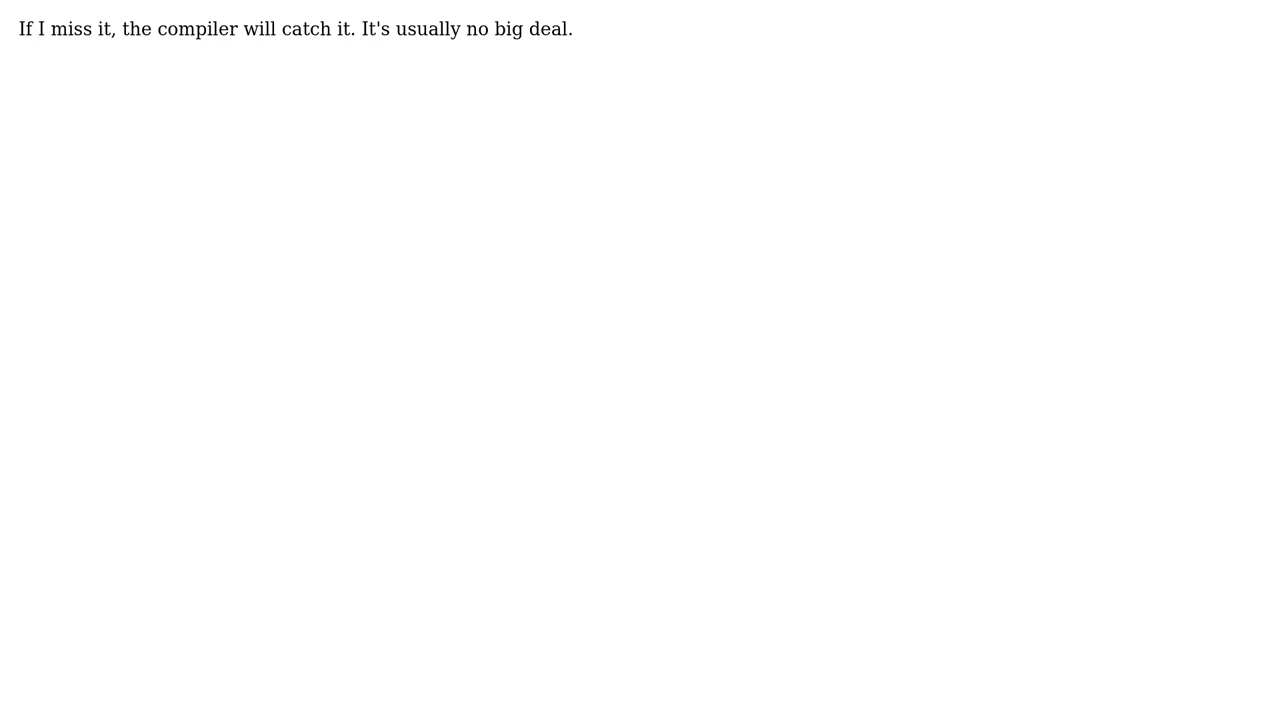 If I miss it, the compiler will catch it. It's usually no big deal.